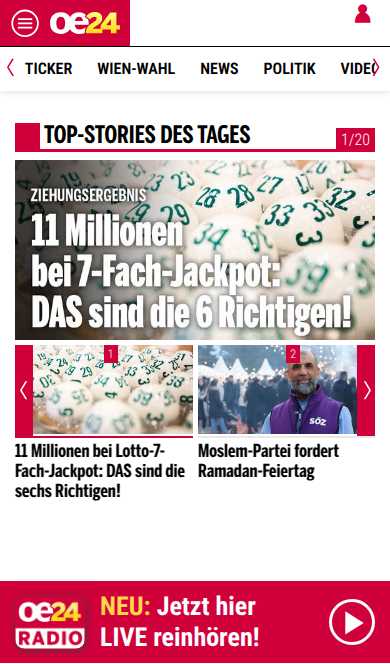 oe24
TICKER WIEN-WAHL NEWS POLITIK VIDEO
TOP-STORIES DES TAGES
1/20
ZIEHUNGSERGEBNIS
11 Millionen
bei 7-Fach-Jackpot:
DAS sind die 6 Richtigen!
1
2
SÖZ
11 Millionen bei Lotto-7-
Fach-Jackpot: DAS sind die
sechs Richtigen!
Moslem-Partei fordert
Ramadan-Feiertag
oe24
RADIO
NEU: Jetzt hier
LIVE reinhören!